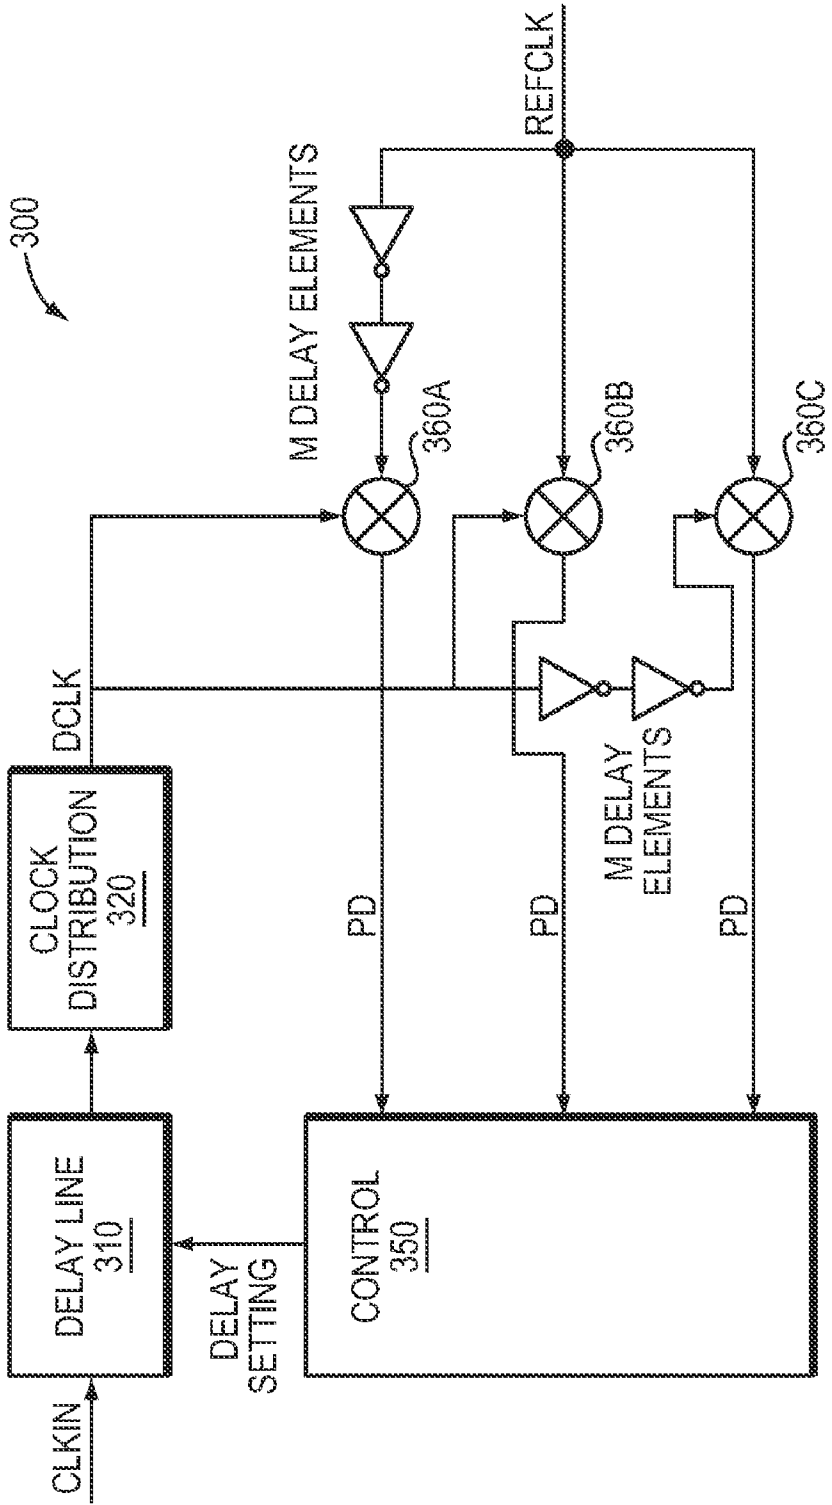 300
CLKIN
DELAY LINE
310
CLOCK
DISTRIBUTION
320
DCLK
DELAY
SETTING
M DELAY ELEMENTS
CONTROL
350
PD
360A
REFCLK
PD
360B
M DELAY
ELEMENTS
PD
360C